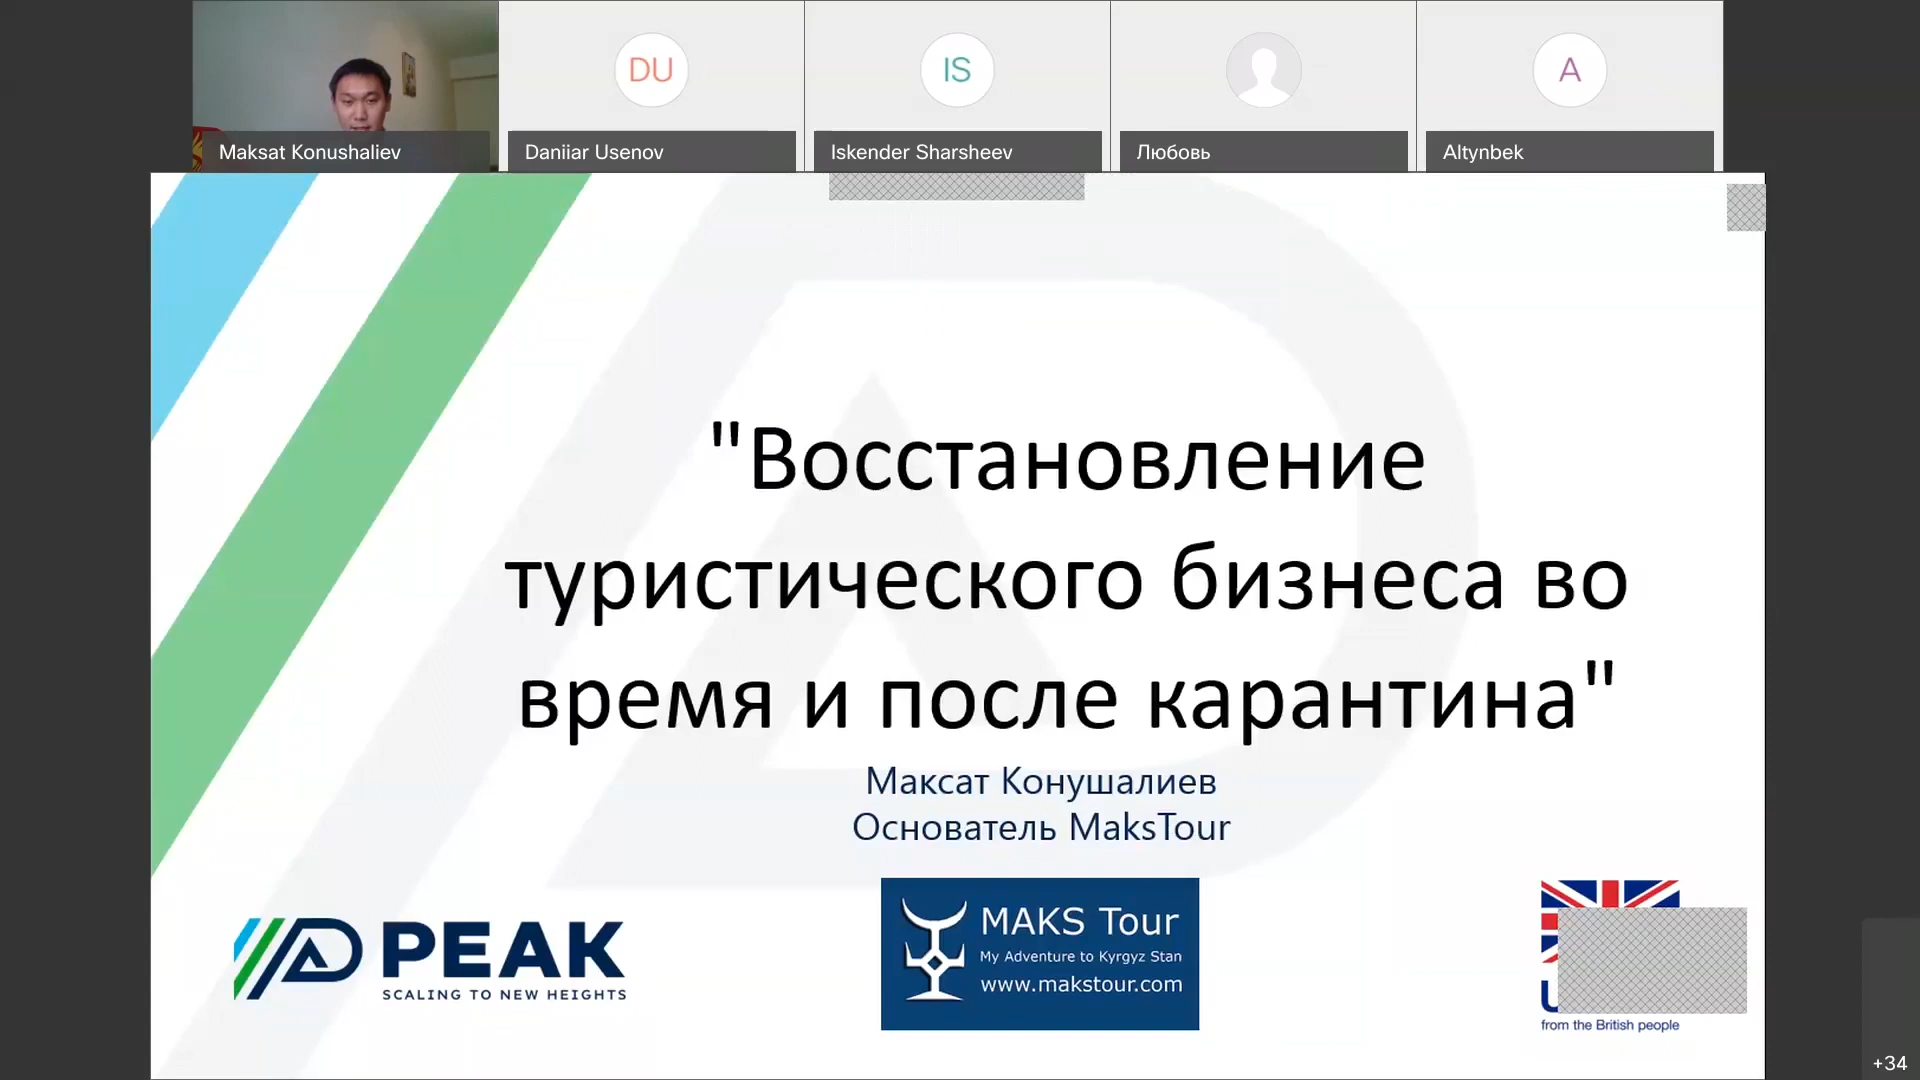 DU
IS
A
Maksat Konushaliev
Daniiar Usenov
Iskender Sharsheev
Любовь
Altynbek
"Восстановление
туристического бизнеса во
время и после карантина"
Максат Конушалиев
Основатель MaksTour
PEAK
SCALING TO NEW HEIGHTS
MAKS Tour
My Adventure to Kyrgyz Stan
www.makstour.com
from the British people
+34